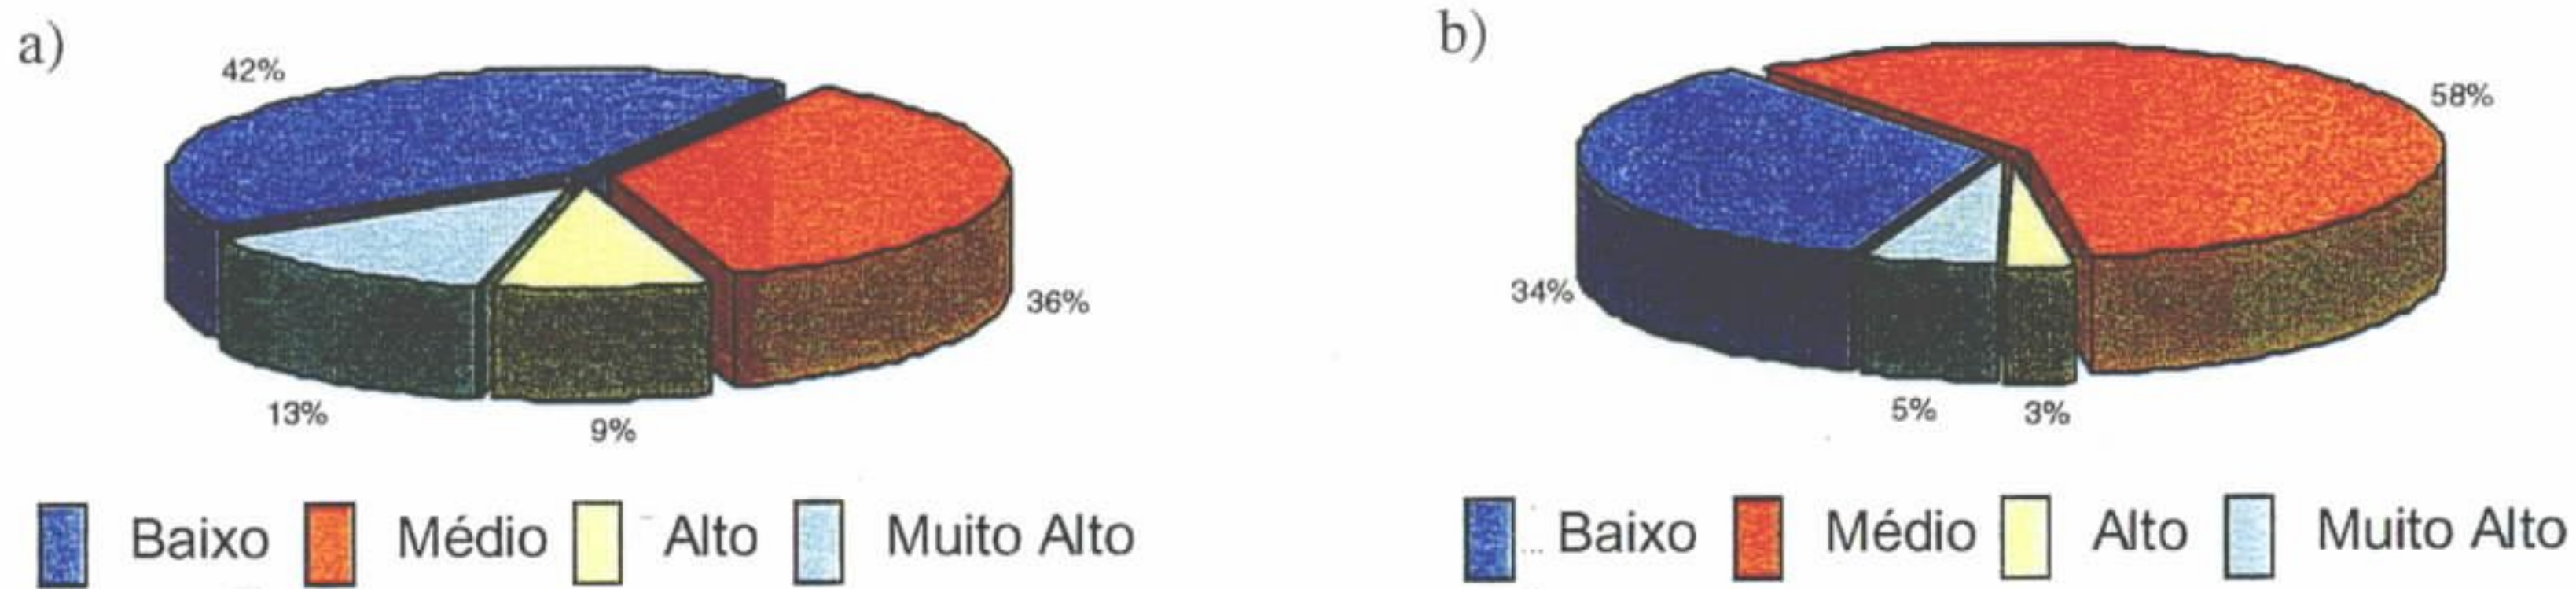 a)
42%
36%
13%
9%
Baixo Médio Alto Muito Alto
b)
58%
34%
5%
3%
Baixo Médio Alto Muito Alto